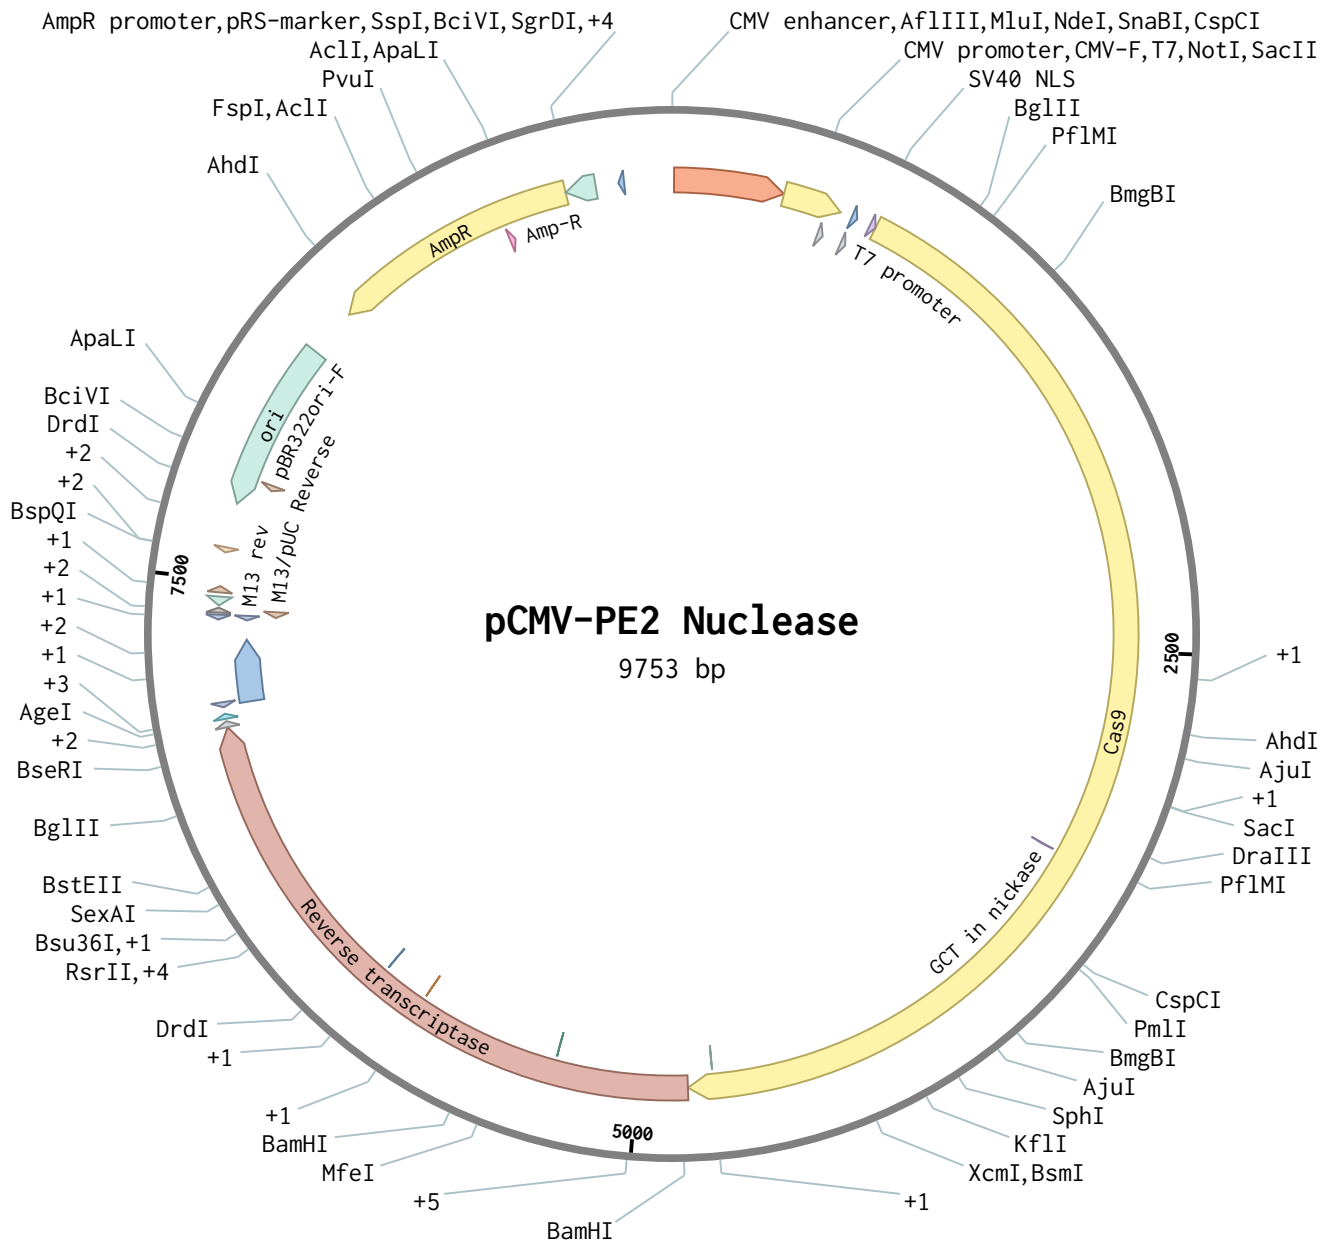 AmpR promoter,pRS-marker,SspI,BciVI,SgrDI,+4
CMV enhancer,AflIII,MluI,NdeI,SnaBI,CspCI
AclI,ApaLI
CMV promoter,CMV-F,T7,NotI,SacII
PvuI
SV40 NLS
FspI,AclI
BglII
PflMI
AhdI
BmgBI
AmpR
Amp-R
T7 promoter
ApaLI
BciVI
DrdI
+2
+2
BspQI
+1
+2
+1
+2
+1
+3
AgeI
+2
BseRI
BglII
BstEII
SexAI
Bsu36I,+1
RsrII,+4
DrdI
+1
+1
BamHI
MfeI
+5
BamHI
ori
pBR322ori-F
M13 rev
M13/pUC Reverse
7500
pCMV-PE2 Nuclease
9753 bp
2500
Cas9
GCT in nickase
Reverse transcriptase
5000
+1
AhdI
AjuI
+1
SacI
DraIII
PflMI
CspCI
PmlI
BmgBI
AjuI
SphI
KflI
XcmI,BsmI
+1